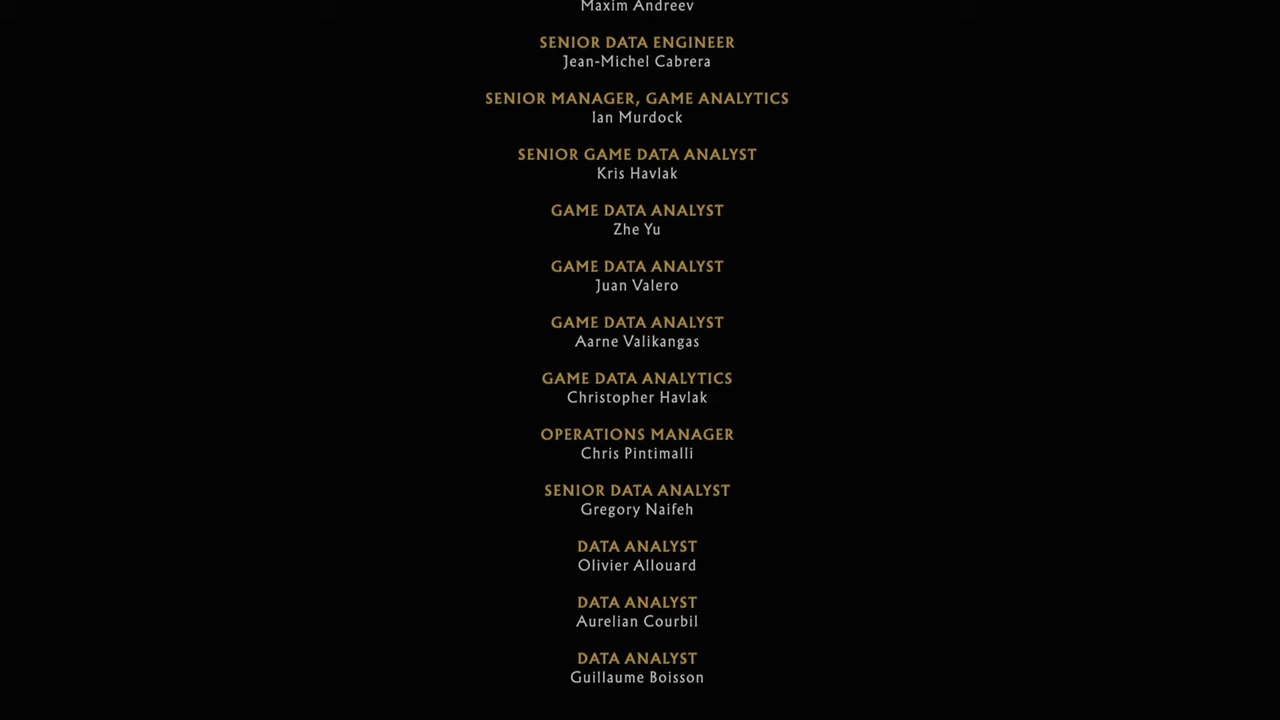 Maxim Andreev
SENIOR DATA ENGINEER
Jean-Michel Cabrera
SENIOR MANAGER, GAME ANALYTICS
Ian Murdock
SENIOR GAME DATA ANALYST
Kris Havlak
GAME DATA ANALYST
Zhe Yu
GAME DATA ANALYST
Juan Valero
GAME DATA ANALYST
Aarne Valikangas
GAME DATA ANALYTICS
Christopher Havlak
OPERATIONS MANAGER
Chris Pintimalli
SENIOR DATA ANALYST
Gregory Naifeh
DATA ANALYST
Olivier Allouard
DATA ANALYST
Aurelian Courbil
DATA ANALYST
Guillaume Boisson